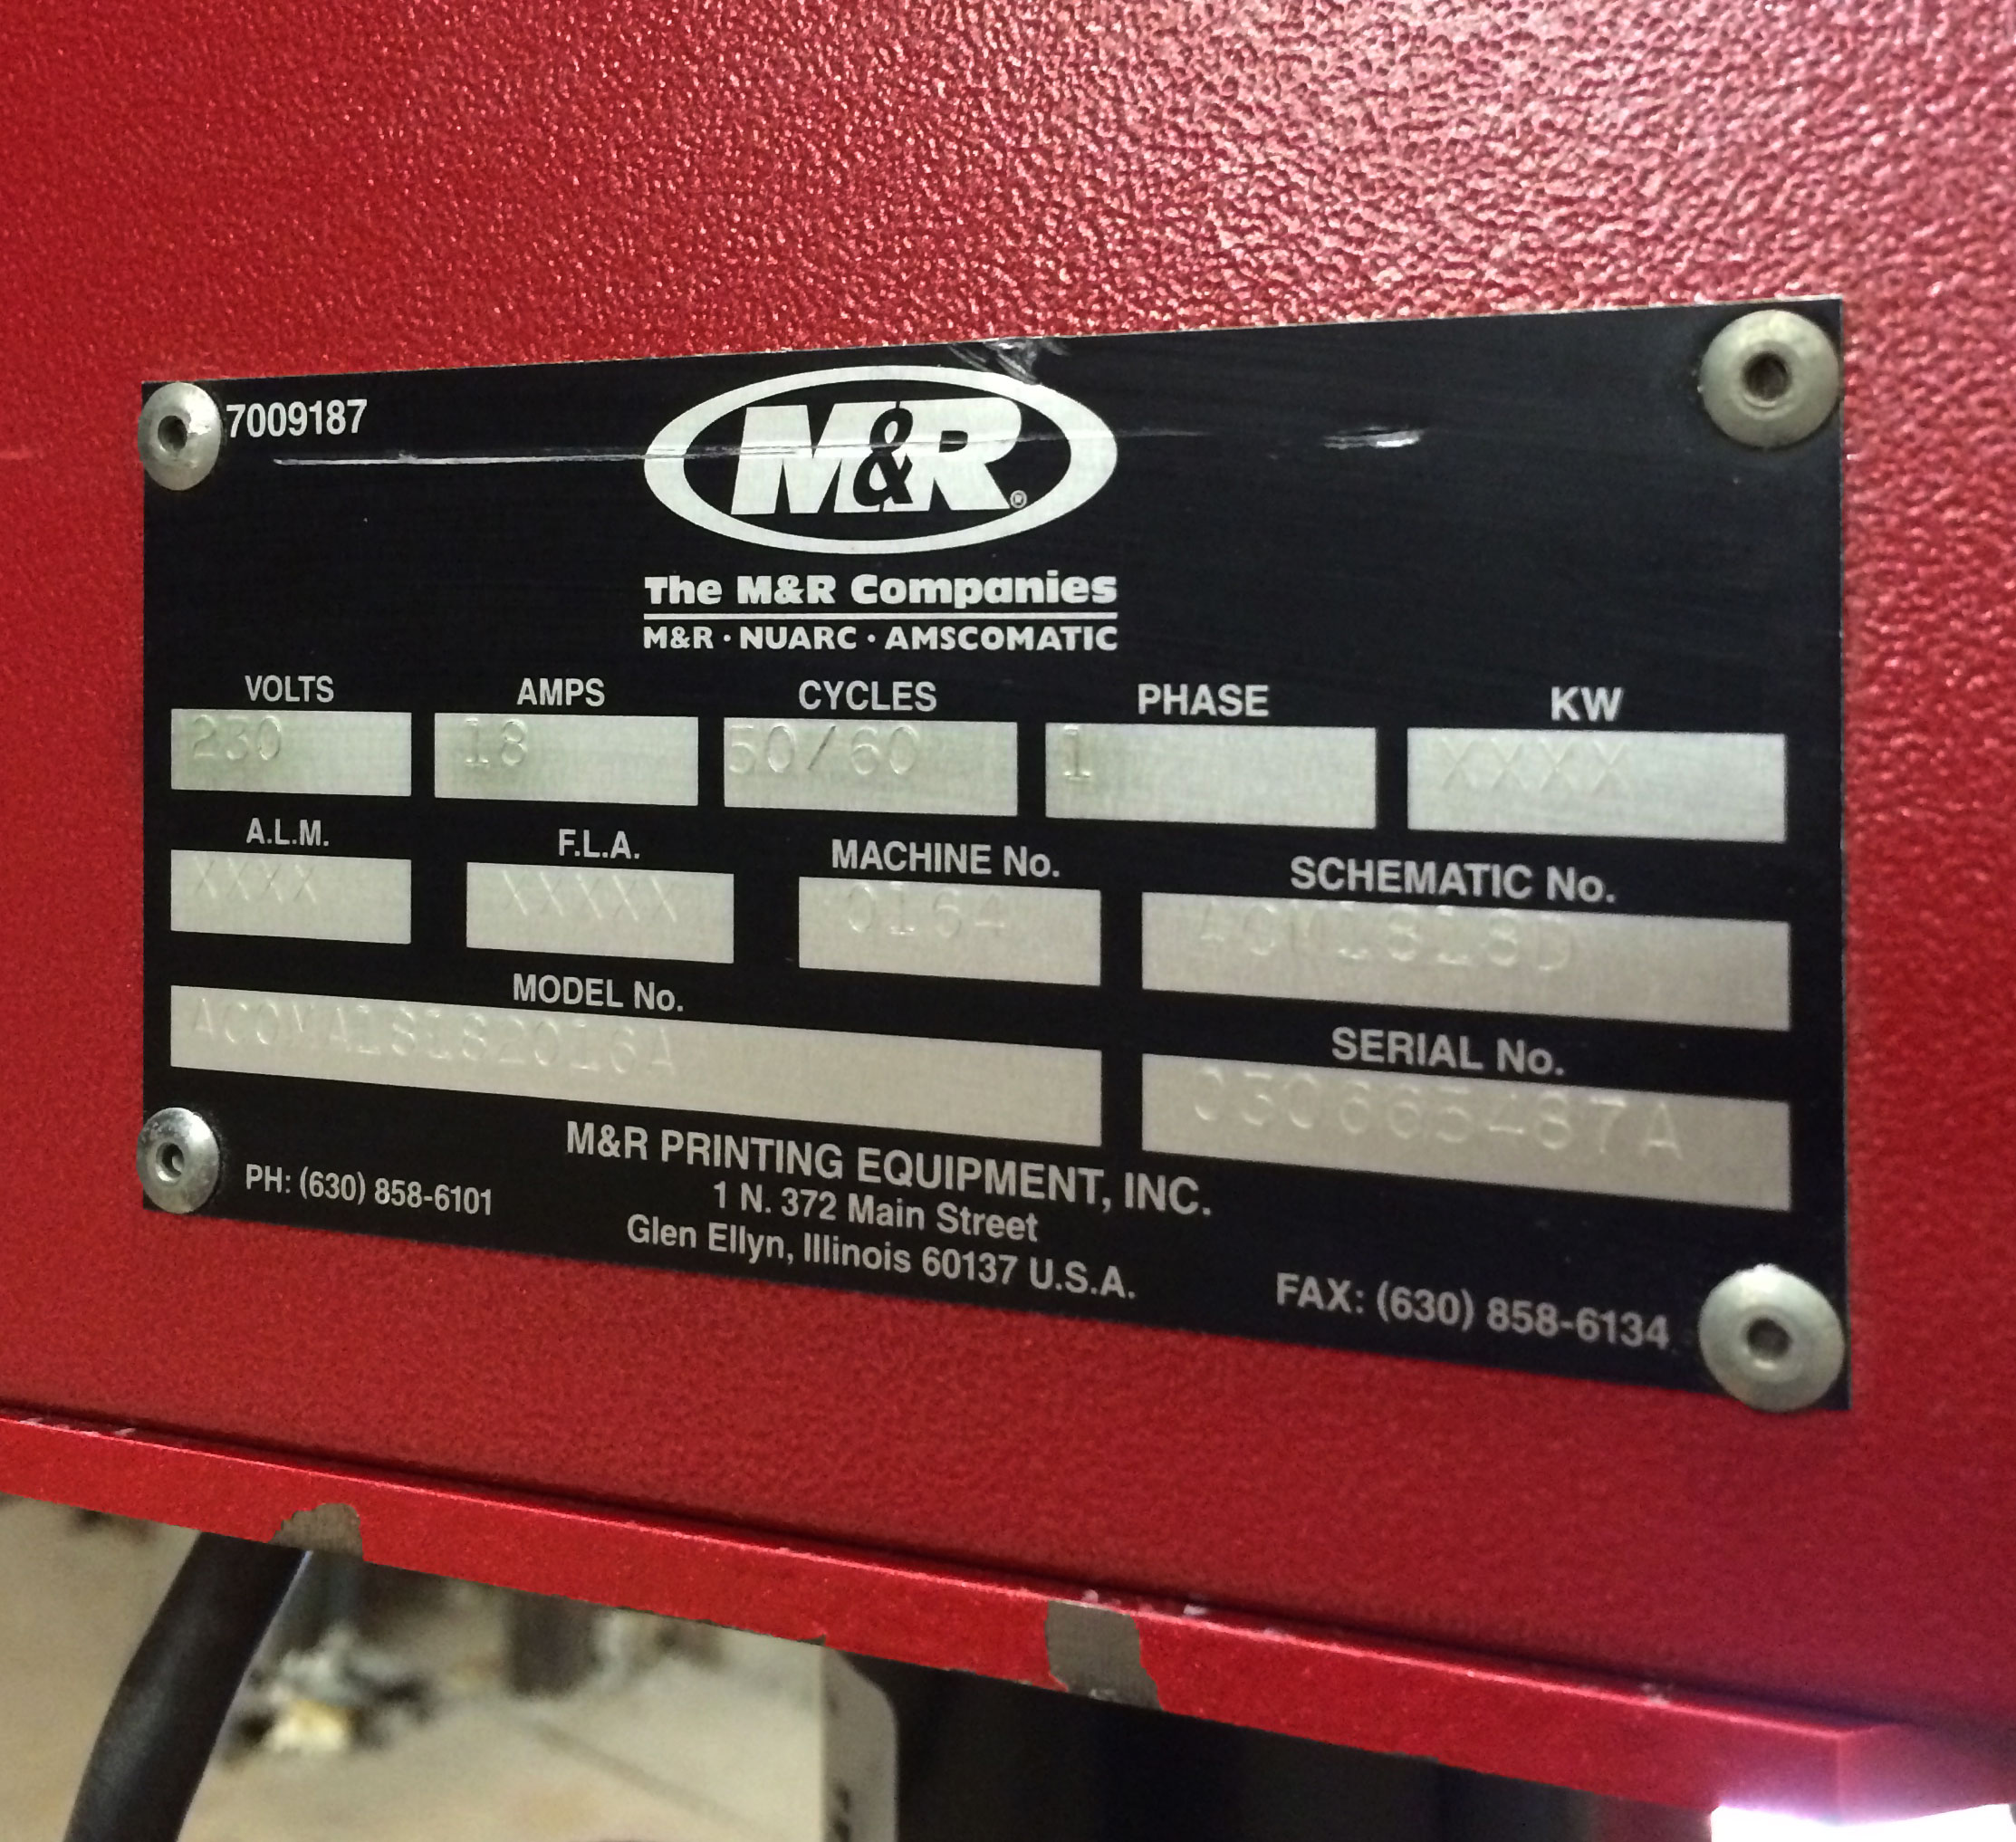 7009187
M&R®
The M&R Companies
M&R · NUARC · AMSCOMATIC
VOLTS AMPS CYCLES PHASE KW
230 18 50/60 1 XXXX
A.L.M. F.L.A. MACHINE No. SCHEMATIC No.
XXXX XXXXX 0164
MODEL No. SERIAL No.
M&R PRINTING EQUIPMENT, INC.
1 N. 372 Main Street
Glen Ellyn, Illinois 60137 U.S.A.
PH: (630) 858-6101
FAX: (630) 858-6134